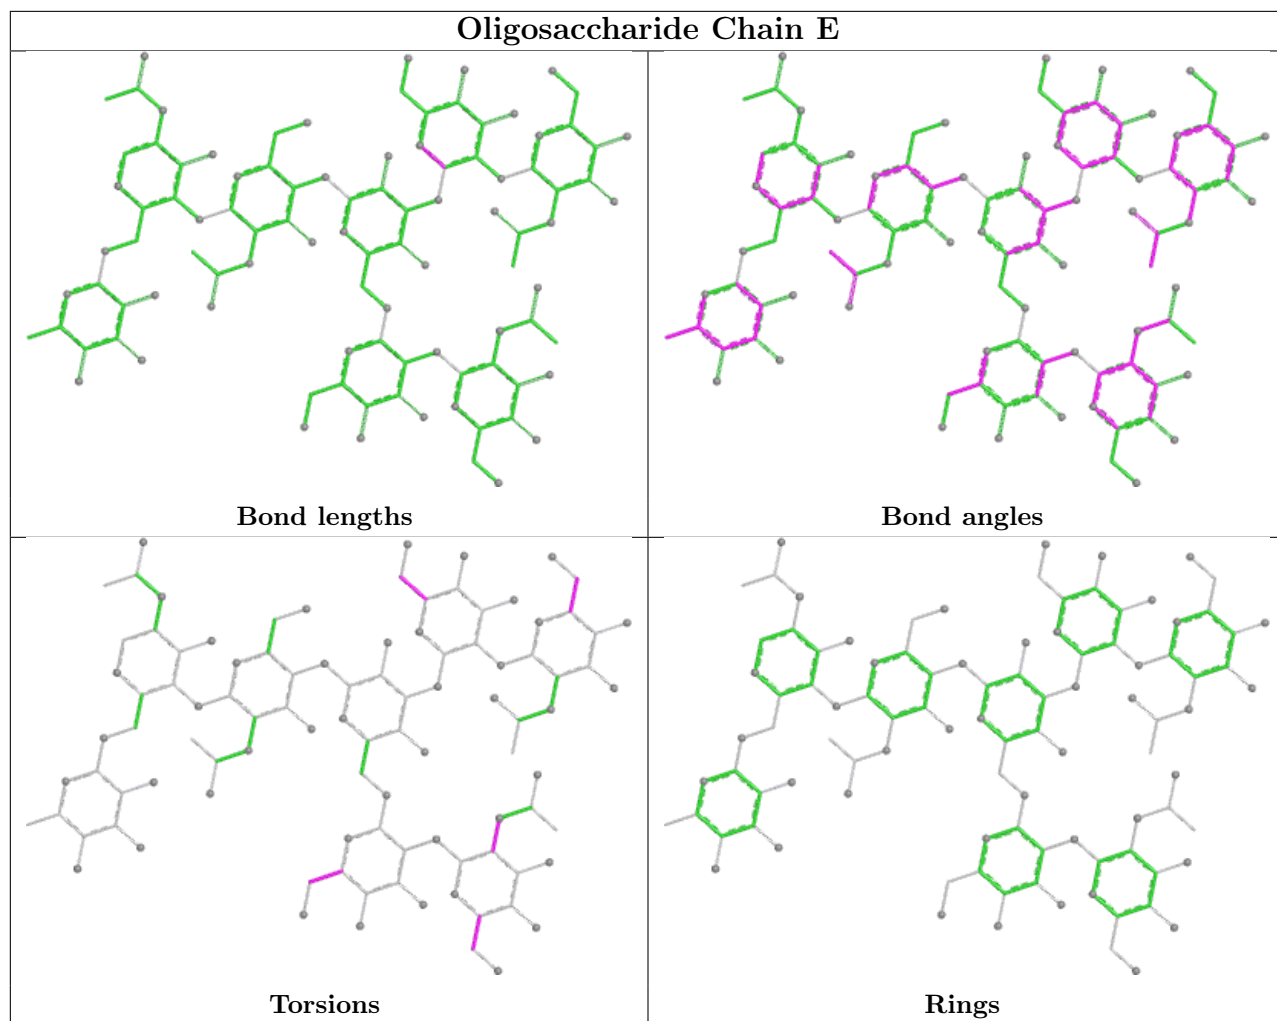 Oligosaccharide Chain E
Bond lengths
Bond angles
Torsions
Rings